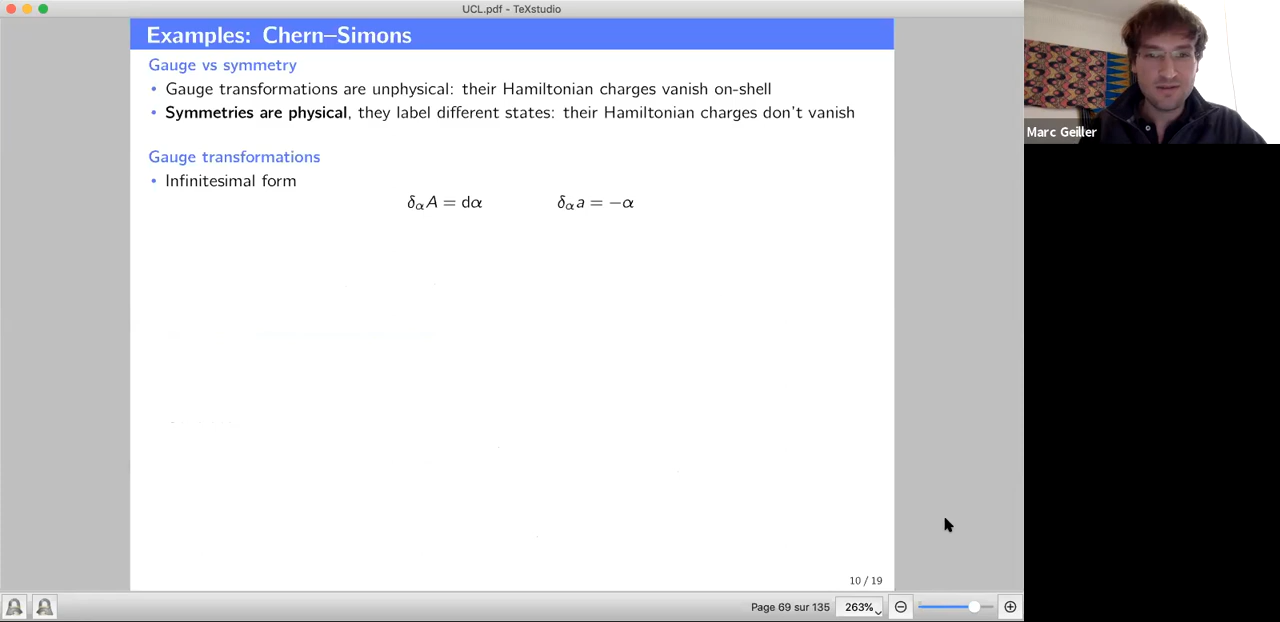 UCL.pdf - TeXstudio
Examples: Chern–Simons
Gauge vs symmetry
• Gauge transformations are unphysical: their Hamiltonian charges vanish on-shell
• Symmetries are physical, they label different states: their Hamiltonian charges don't vanish
Marc Geiller
Gauge transformations
• Infinitesimal form
δαA = dα δαa = −α
10 / 19
Page 69 sur 135 263%